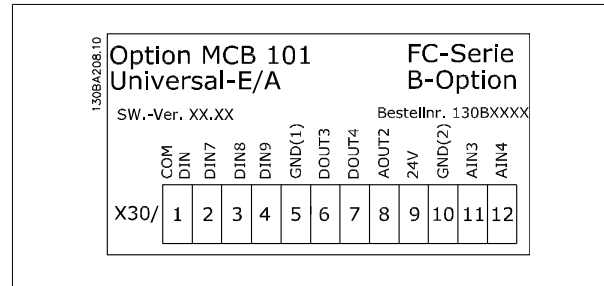 130BA208.10
Option MCB 101 FC-Serie
Universal-E/A B-Option
SW.-Ver. XX.XX Bestellnr. 130BXXXX
COM DIN DIN7 DIN8 DIN9 GND(1) DOUT3 DOUT4 AOUT2 24V GND(2) AIN3 AIN4
X30/ 1 2 3 4 5 6 7 8 9 10 11 12